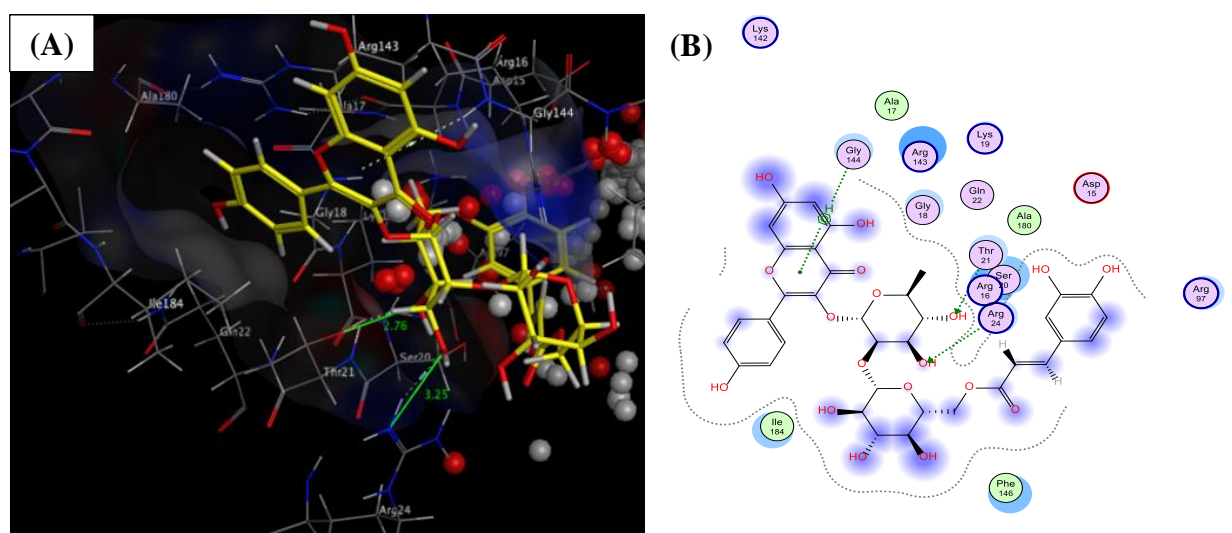 (A)
Arg143
Arg16
Asp15
Ala180
Ala17
Gly144
Gly18
Ile184
Gln22
2.76
Ser20
Thr21
3.25
Arg24
(B)
Lys
142
Ala
17
Lys
19
Gly
144
Arg
143
Asp
15
Gln
22
Gly
18
Ala
180
HO
H
OH
Thr
21
Ser
20
Arg
16
Arg
24
Arg
97
HO
OH
O
O
O
O
OH
OH
H
H
O
HO
O
O
O
HO
HO
OH
Ile
184
Phe
146